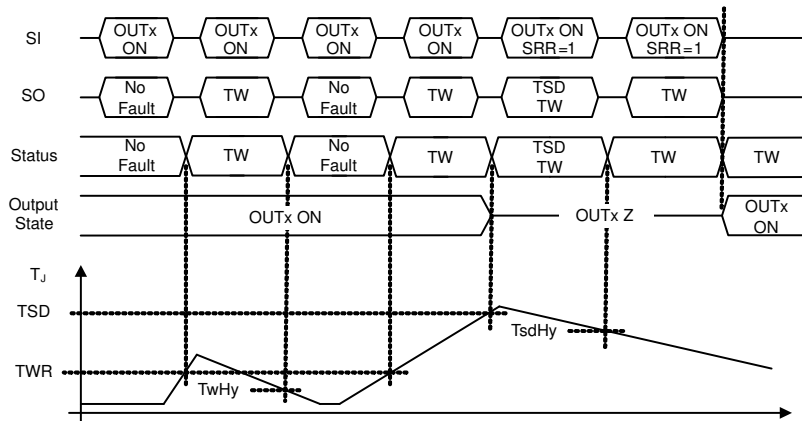 SI
OUTx
ON
OUTx
ON
OUTx
ON
OUTx
ON
OUTx ON
SRR=1
OUTx ON
SRR=1
SO
No
Fault
TW
No
Fault
TW
TSD
TW
TW
Status
No
Fault
TW
No
Fault
TW
TSD
TW
TW
TW
Output
State
OUTx ON
OUTx Z
OUTx
ON
TJ
TSD
TsdHy
TWR
TwHy